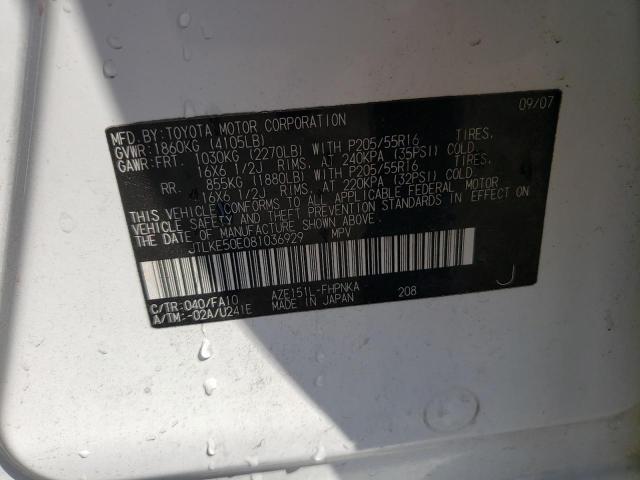 09/07
MFD.BY:TOYOTA MOTOR CORPORATION
GVWR:1860KG (4105LB)
GAWR:FRT. 1030KG (2270LB) WITH P205/55R16 TIRES,
16X6 1/2J RIMS, AT 240KPA (35PSI) COLD
RR. 855KG (1880LB) WITH P205/55R16 TIRES,
16X6 1/2J RIMS, AT 220KPA (32PSI) COLD
THIS VEHICLE CONFORMS TO ALL APPLICABLE FEDERAL MOTOR
VEHICLE SAFETY AND THEFT PREVENTION STANDARDS IN EFFECT
ON THE DATE OF MANUFACTURE SHOWN ABOVE.
JTLKE50E081036929 MPV
C/TR:040/FA10 AZE151L-FHPNKA 208 J
A/TM:-02A/U241E MADE IN JAPAN